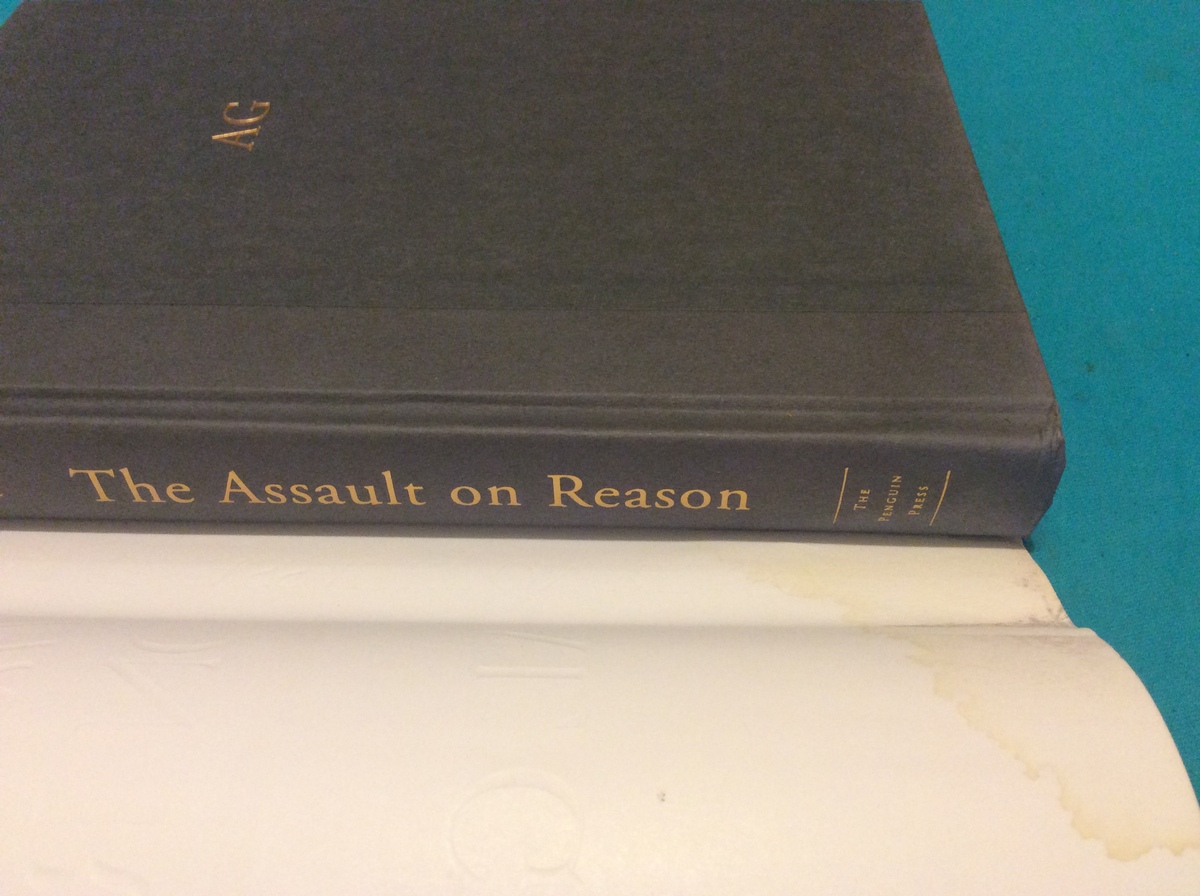 AG
The Assault on Reason
THE
PENGUIN
PRESS